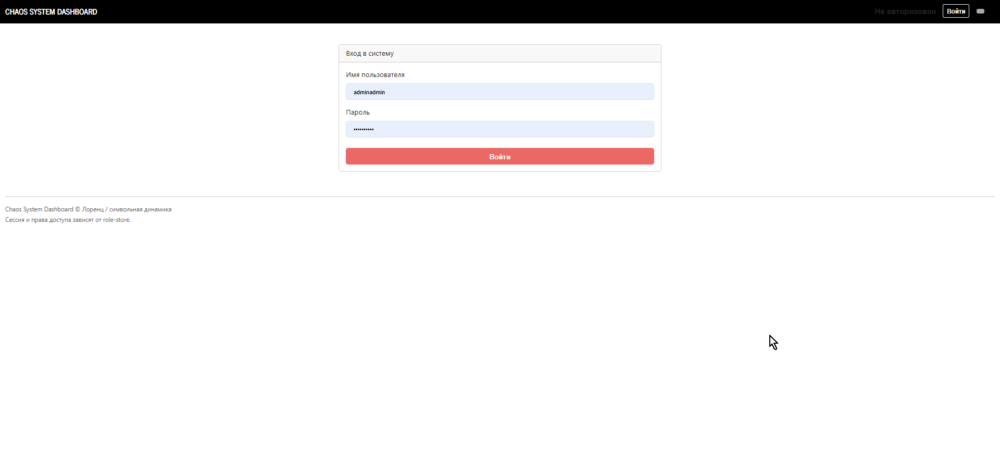 CHAOS SYSTEM DASHBOARD
Не авторизован
Войти
Вход в систему
Имя пользователя
adminadmin
Пароль
••••••••••
Войти
Chaos System Dashboard © Лоренц / символьная динамика
Сессия и права доступа зависят от role-store.